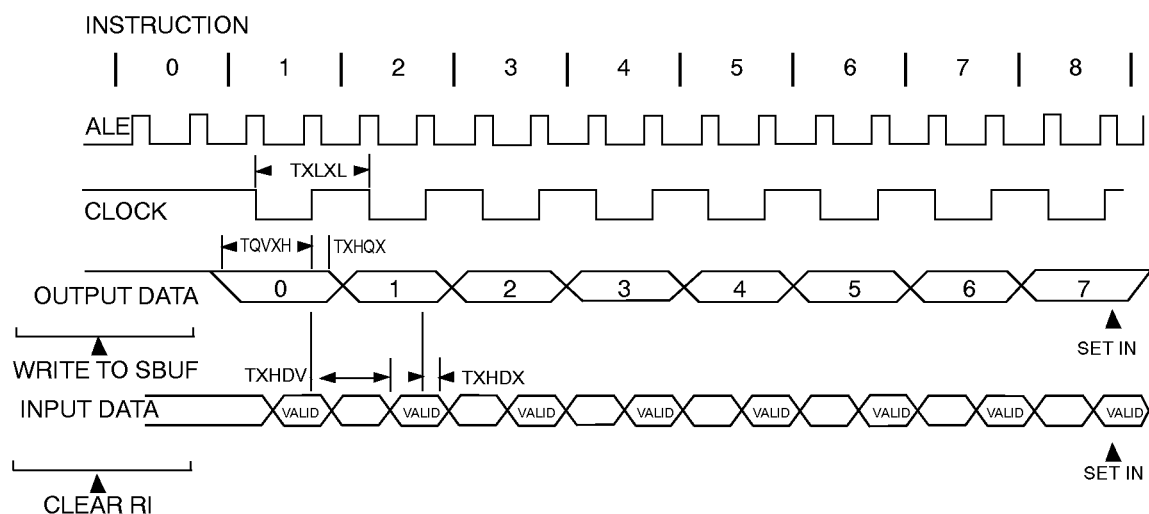 INSTRUCTION
0 1 2 3 4 5 6 7 8
ALE
TXLXL
CLOCK
TQVXH TXHQX
OUTPUT DATA 0 1 2 3 4 5 6 7
WRITE TO SBUF SET IN
TXHDV TXHDX
INPUT DATA VALID VALID VALID VALID VALID VALID VALID VALID
SET IN
CLEAR RI